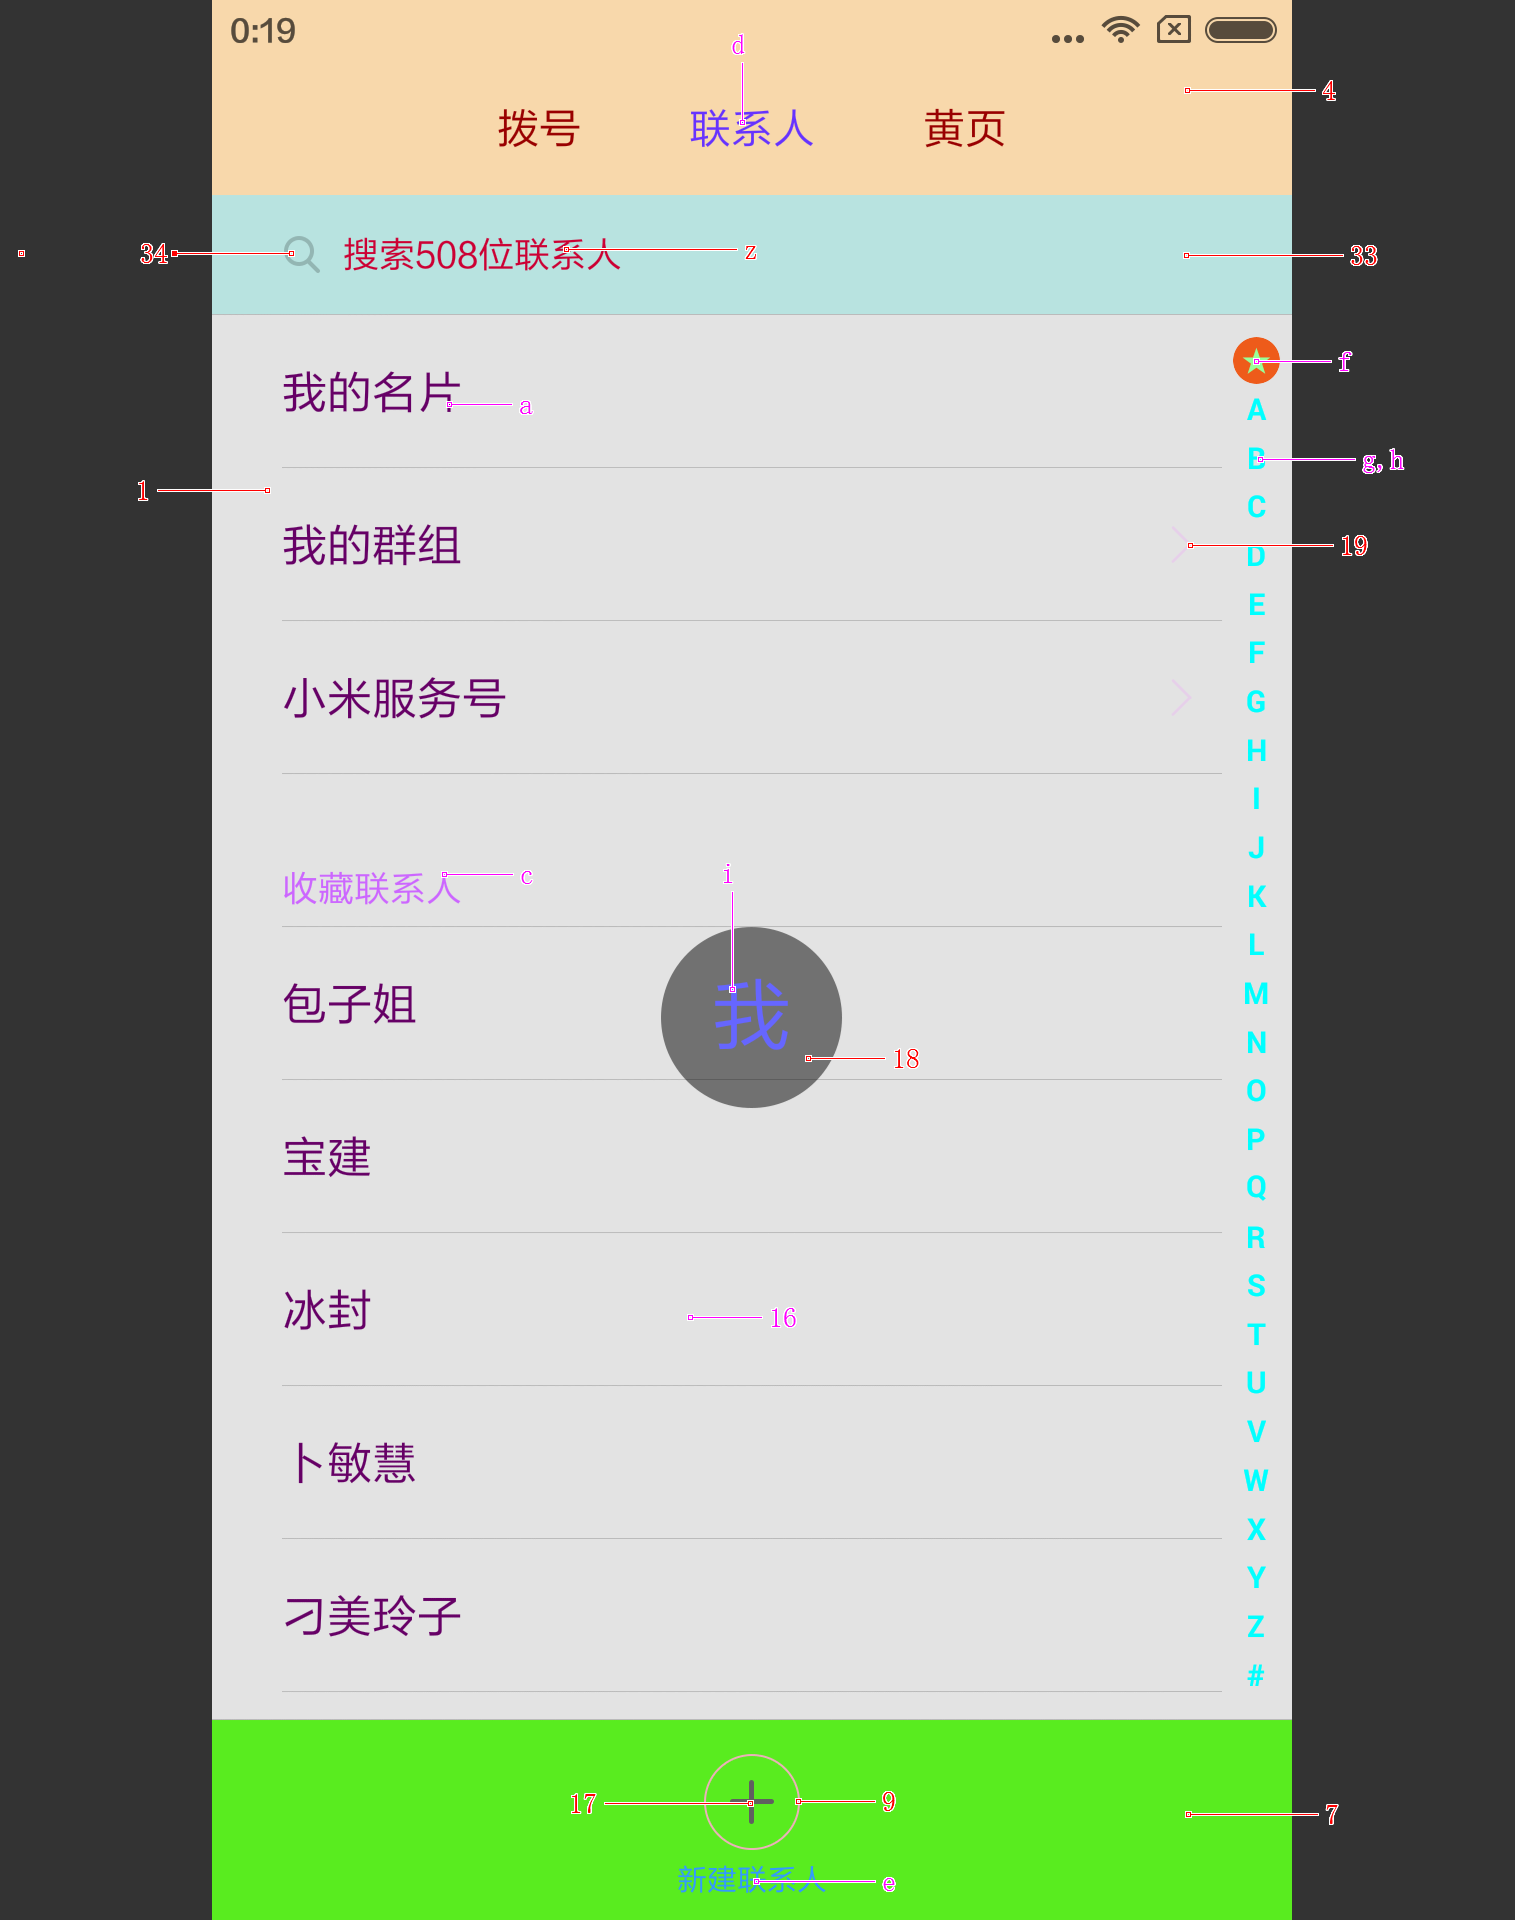 0:19
d
4
拨号 联系人 黄页
34 搜索508位联系人 z 33
f
我的名片 a
A
B g,h
1
C
我的群组 19
D
E
F
小米服务号
G
H
I
J
收藏联系人 c i
K
L
包子姐 我
M
18
N
O
宝建
P
Q
R
冰封 16
S
T
U
V
卜敏慧
W
X
Y
刁美玲子
Z
#
17 9 7
新建联系人 e